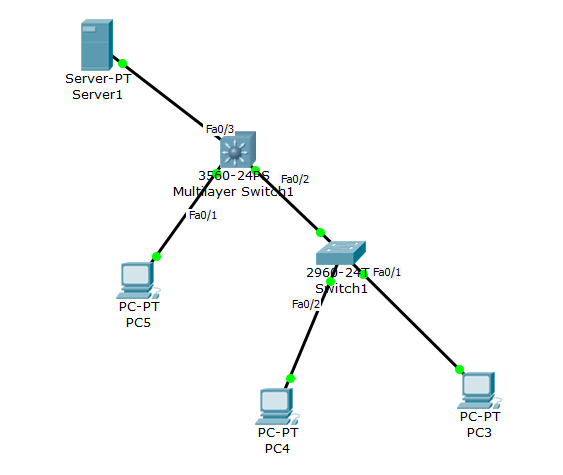 Server-PT
Server1
Fa0/3
3560-24PS
Multilayer Switch1
Fa0/2
Fa0/1
2960-24T
Switch1
Fa0/1
Fa0/2
PC-PT
PC5
PC-PT
PC4
PC-PT
PC3